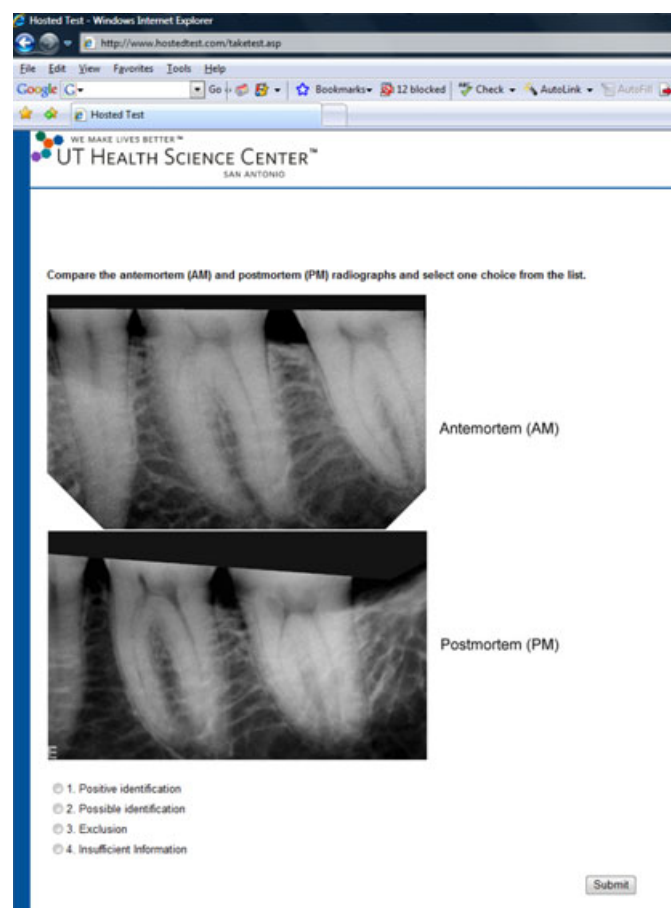 Hosted Test - Windows Internet Explorer
http://www.hostedtest.com/taketest.asp
File Edit View Favorites Tools Help
Google G Go Bookmarks 12 blocked Check AutoLink AutoFill
Hosted Test
WE MAKE LIVES BETTER™
UT HEALTH SCIENCE CENTER™
SAN ANTONIO
Compare the antemortem (AM) and postmortem (PM) radiographs and select one choice from the list.
Antemortem (AM)
Postmortem (PM)
E
1. Positive identification
2. Possible identification
3. Exclusion
4. Insufficient Information
Submit